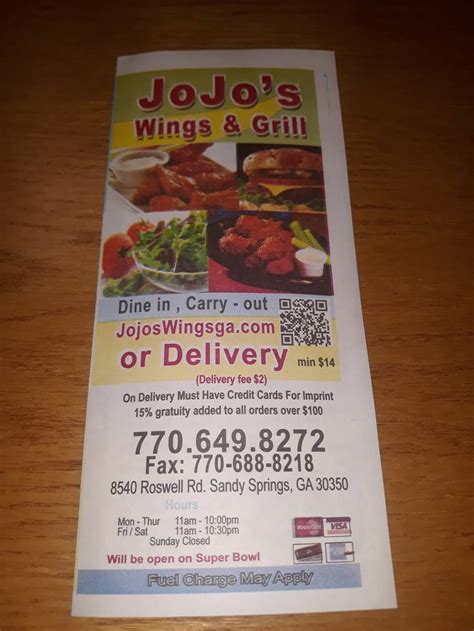 JoJo's
Wings & Grill
Dine in , Carry - out
JojosWingsga.com
or Delivery min $14
(Delivery fee $2)
On Delivery Must Have Credit Cards For Imprint
15% gratuity added to all orders over $100
770.649.8272
Fax: 770-688-8218
8540 Roswell Rd. Sandy Springs, GA 30350
Hours
Mon - Thur 11am - 10:00pm
Fri / Sat 11am - 10:30pm
Sunday Closed
MasterCard VISA
Will be open on Super Bowl
Fuel Charge May Apply